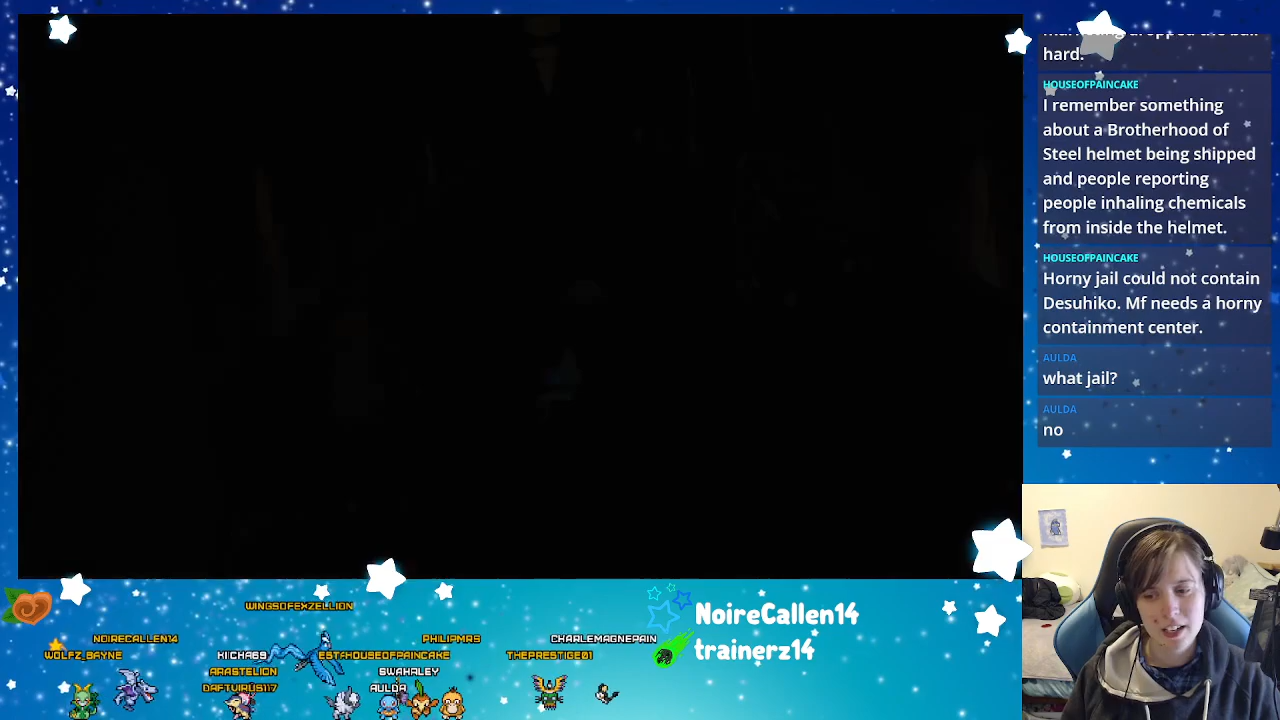 hard.
HOUSEOFPAINCAKE
I remember something
about a Brotherhood of
Steel helmet being shipped
and people reporting
people inhaling chemicals
from inside the helmet.
HOUSEOFPAINCAKE
Horny jail could not contain
Desuhiko. Mf needs a horny
containment center.
AULDA
what jail?
AULDA
no
WINGSOFEXZELLION
NOIRECALLEN14
PHILIPMRS
CHARLEMAGNEPAIN
WOLFZ_BAYNE
KICKA69
HOUSEOFPAINCAKE
THEPRESTIGE01
ARASTELION
SWAHALEY
DAFTVIRUS117
AULDA
NoireCallen14
trainerz14